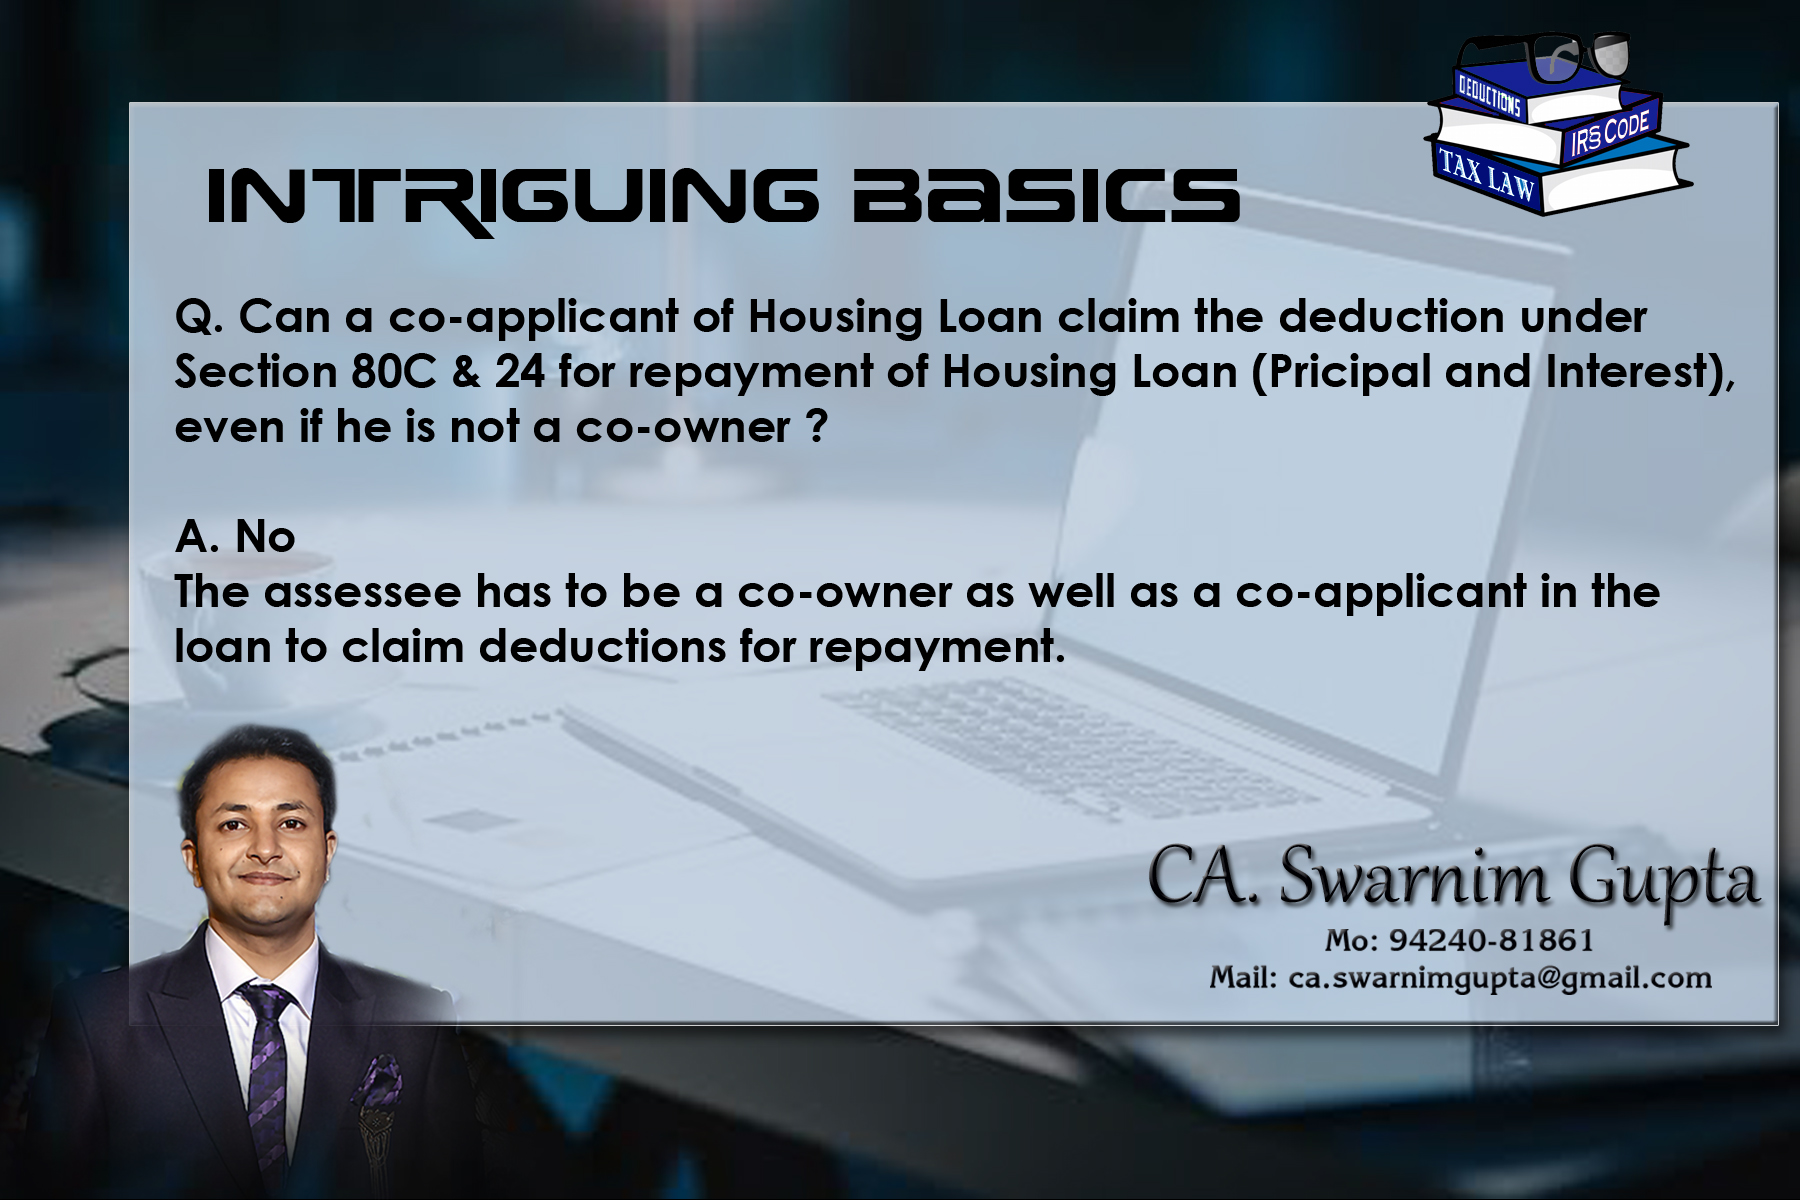 DEDUCTIONS
IRS CODE
TAX LAW
INTRIGUING BASICS
Q. Can a co-applicant of Housing Loan claim the deduction under
Section 80C & 24 for repayment of Housing Loan (Pricipal and Interest),
even if he is not a co-owner ?
A. No
The assessee has to be a co-owner as well as a co-applicant in the
loan to claim deductions for repayment.
CA. Swarnim Gupta
Mo: 94240-81861
Mail: ca.swarnimgupta@gmail.com